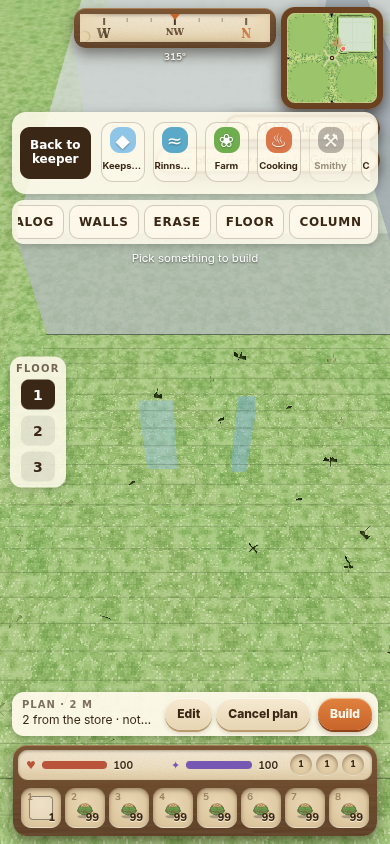 W NW N
315°
Back to
keeper
Keeps... Rinns... Farm Cooking Smithy C
ALOG WALLS ERASE FLOOR COLUMN
Pick something to build
FLOOR
1
2
3
PLAN · 2 M
2 from the store · not...
Edit Cancel plan Build
100 100 1 1 1
1 2 3 4 5 6 7 8
1 99 99 99 99 99 99 99